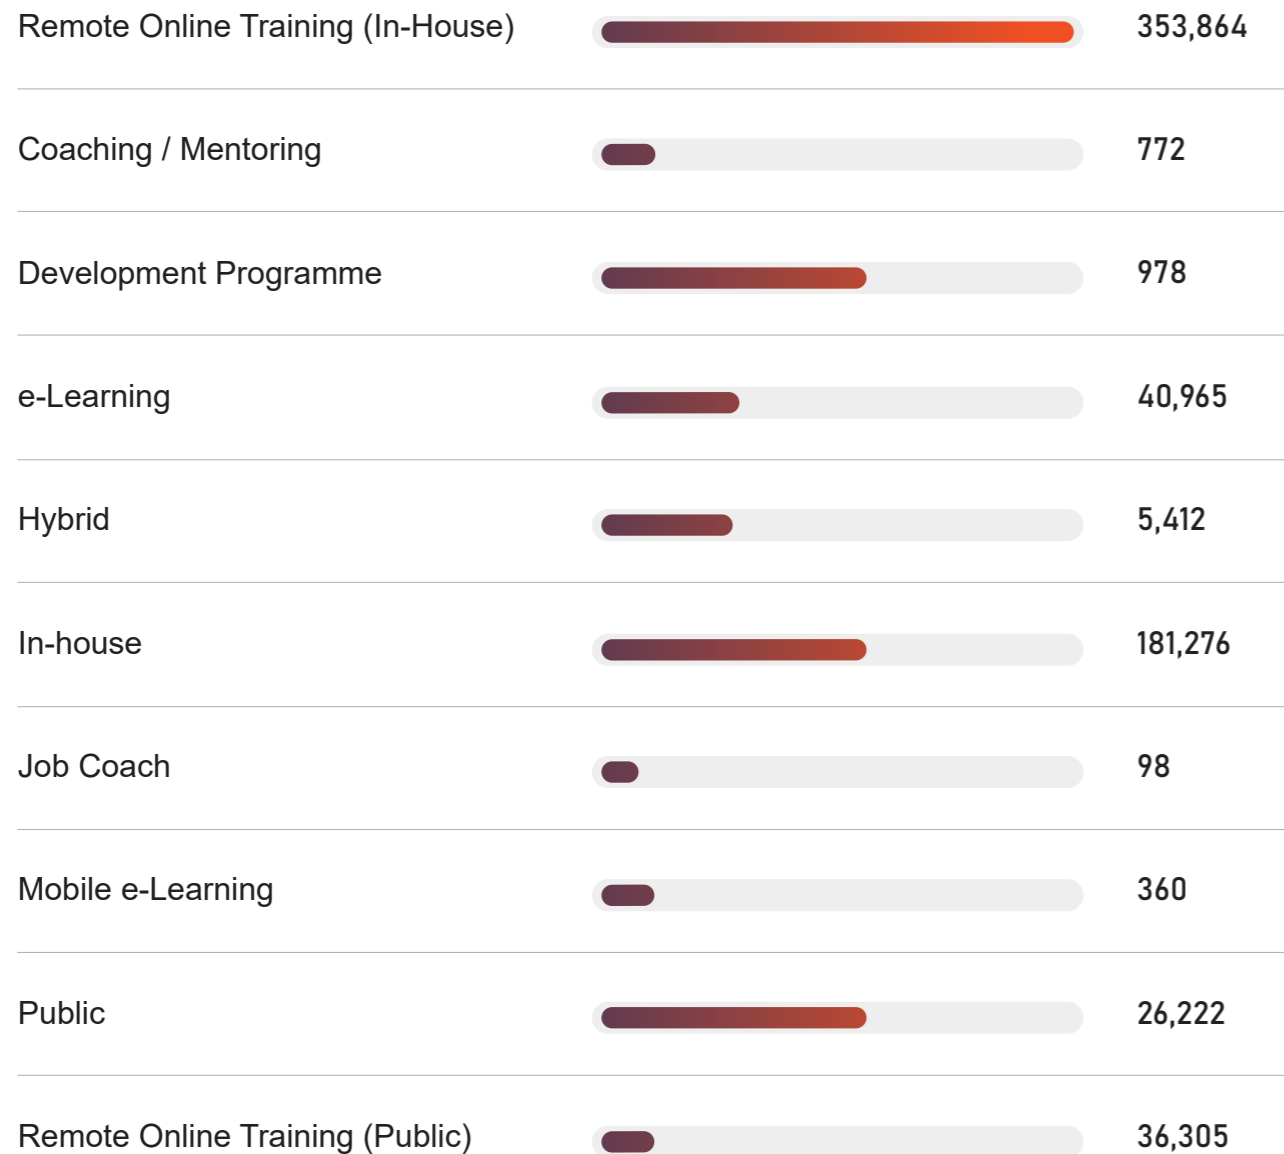 Remote Online Training (In-House) 353,864
Coaching / Mentoring 772
Development Programme 978
e-Learning 40,965
Hybrid 5,412
In-house 181,276
Job Coach 98
Mobile e-Learning 360
Public 26,222
Remote Online Training (Public) 36,305